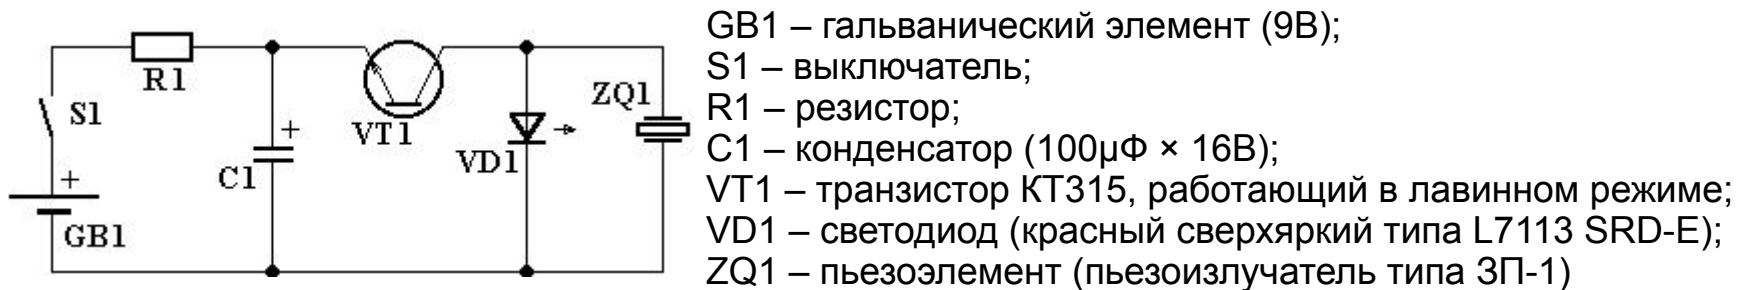 GB1 – гальванический элемент (9В);
S1 – выключатель;
R1 – резистор;
C1 – конденсатор (100µФ × 16В);
VT1 – транзистор КТ315, работающий в лавинном режиме;
VD1 – светодиод (красный сверхяркий типа L7113 SRD-E);
ZQ1 – пьезоэлемент (пьезоизлучатель типа ЗП-1)
R1
S1
+
GB1
+
C1
VT1
VD1
ZQ1